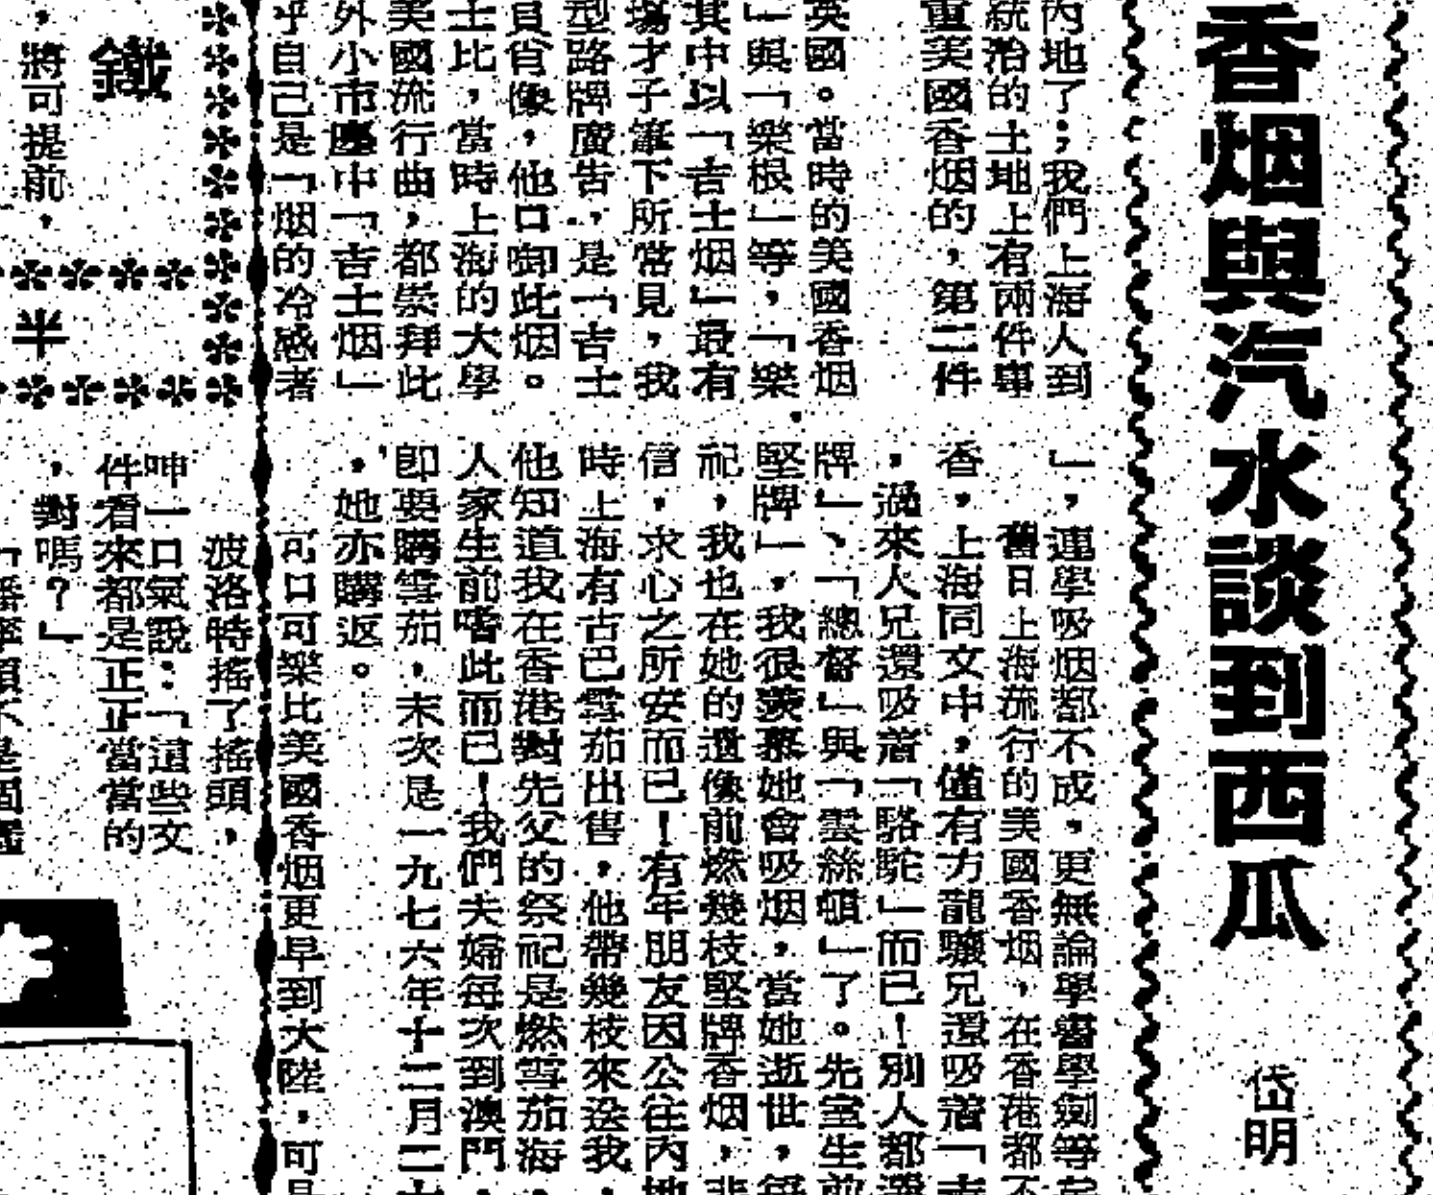 香烟與汽水談到西瓜
岱明
內地了；我們上海人到
統治的土地上有兩件事
重美國香烟的，第二件
英國。當時的美國香烟
」與「樂根」等，「樂
其中以「吉士烟」最有
塲才子筆下所常見，我
型路牌廣告，是「吉士
員肖像，他口啣此烟。
士比，當時上海的大學
美國流行曲，都崇拜此
外小市鎭中「吉士烟」
乎自己是「烟的冷感者
」，連學吸烟都不成，更無論學書學劍等
舊日上海流行的美國香烟，在香港都不
香，上海同文中，僅有方龍驤兄還吸着「
，過來人兄還吸着「駱駝」而已！別人都
牌」、「總督」與「雲絲頓」了。先室生前
堅牌」，我很羨慕她會吸烟，當她逝世，每
祀，我也在她的遺像前燃幾枝堅牌香烟，非
信，求心之所安而已！有年朋友因公往內地
時上海有古巴雪茄出售，他帶幾枝來送我，
他知道我在香港對先父的祭祀是燃雪茄海
人家生前嗜此而已！我們夫婦每次到澳門，
卽要購雪茄，末次是一九七六年十二月二十
，她亦購返。
可口可樂比美國香烟更早到大陸，可是
鐵
，將可提前，
半
波洛時搖了搖頭，
呻一口氣說：「這些文
件看來都是正正當當的
，對嗎？」